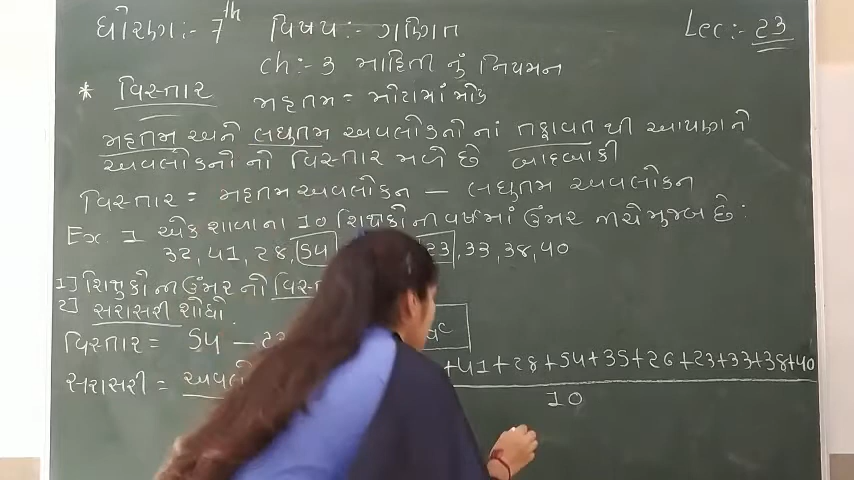 ધોરણ:- 7th વિષય:- ગણિત Lec:- 23
ch:- 3 માહિતી નું નિયમન
* વિસ્તાર મહત્તમ = મોટામાં મોટું
મહત્તમ અને લઘુત્તમ અવલોકનો નાં તફાવત થી આપણને
અવલોકનો નો વિસ્તાર મળે છે બાદબાકી
વિસ્તાર = મહત્તમ અવલોકન - લઘુત્તમ અવલોકન
Ex. 1 એક શાળાના 10 શિક્ષકોની વર્ષમાં ઉંમર નીચે મુજબ છે:
32, 41, 28, 54 23, 33, 38, 40
1] શિક્ષકોની ઉંમર નો
2] સરાસરી શોધો.
વિસ્તાર = 54 -
સરાસરી = +41+28+54+35+26+23+33+38+40
10